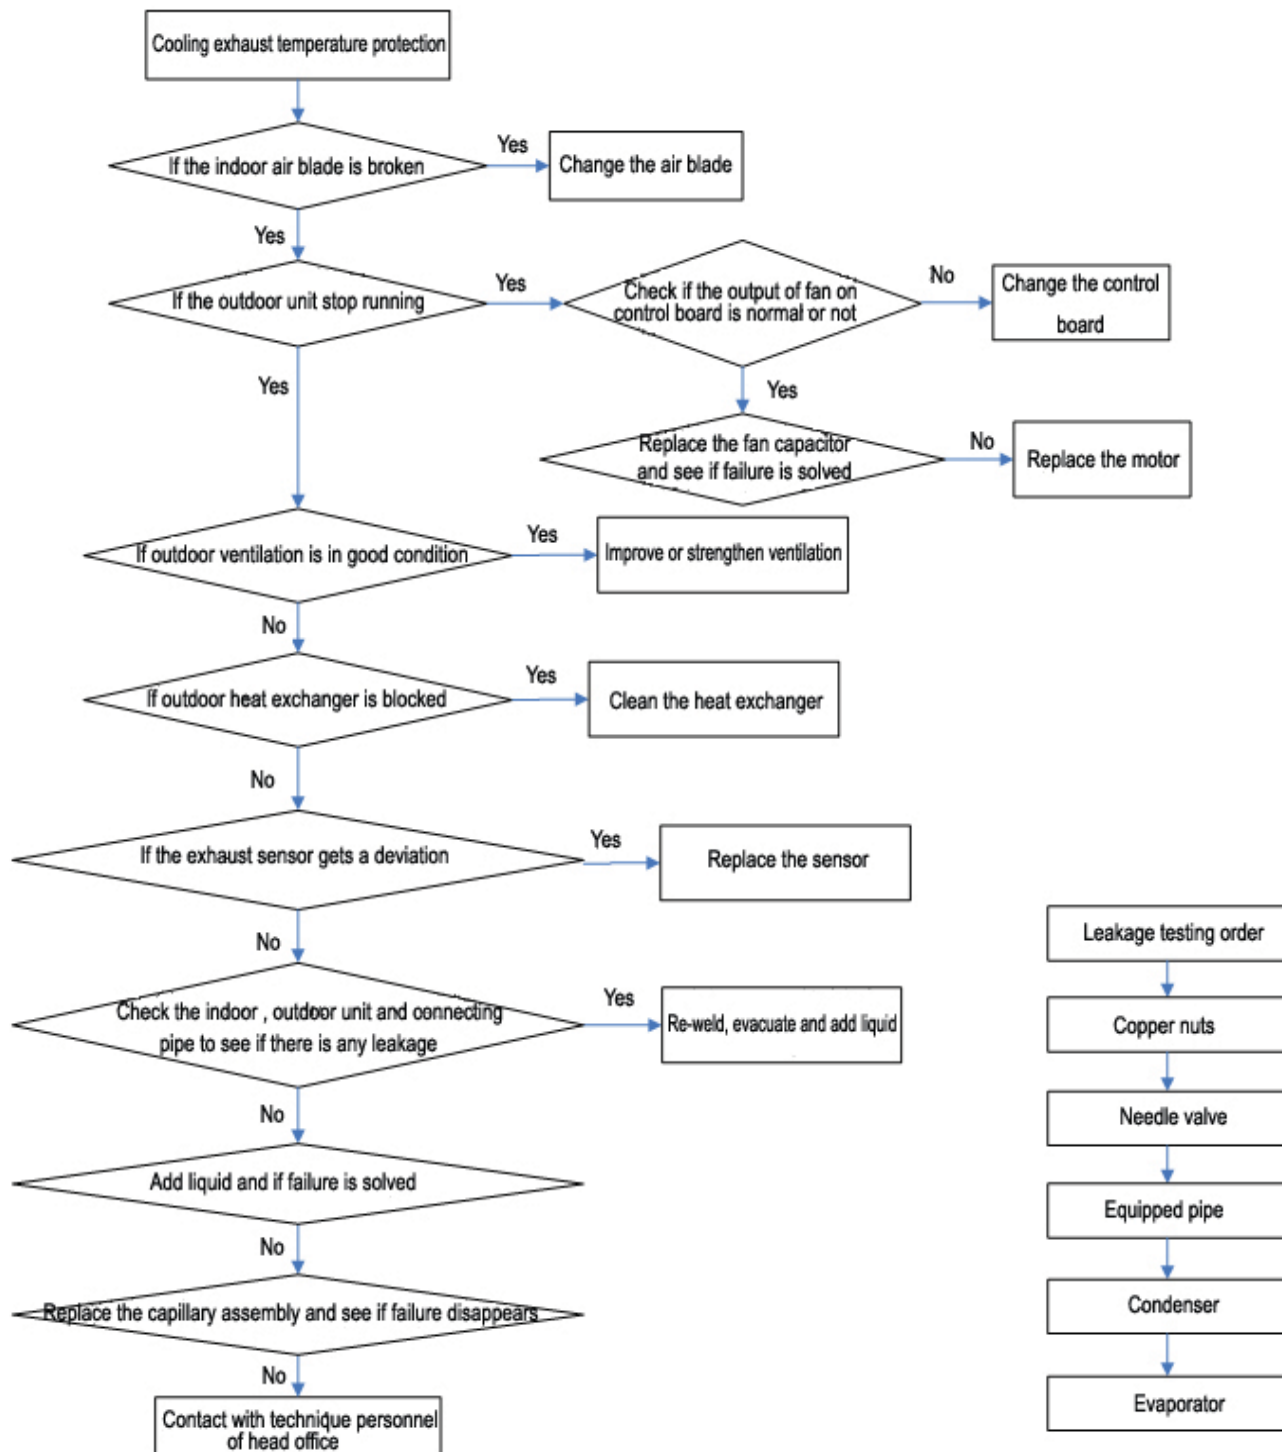 Cooling exhaust temperature protection
If the indoor air blade is broken
Yes
Change the air blade
Yes
If the outdoor unit stop running
Yes
Check if the output of fan on
control board is normal or not
No
Change the control
board
Yes
Yes
Replace the fan capacitor
and see if failure is solved
No
Replace the motor
If outdoor ventilation is in good condition
Yes
Improve or strengthen ventilation
No
If outdoor heat exchanger is blocked
Yes
Clean the heat exchanger
No
If the exhaust sensor gets a deviation
Yes
Replace the sensor
No
Check the indoor , outdoor unit and connecting
pipe to see if there is any leakage
Yes
Re-weld, evacuate and add liquid
No
Add liquid and if failure is solved
No
Replace the capillary assembly and see if failure disappears
No
Contact with technique personnel
of head office
Leakage testing order
Copper nuts
Needle valve
Equipped pipe
Condenser
Evaporator